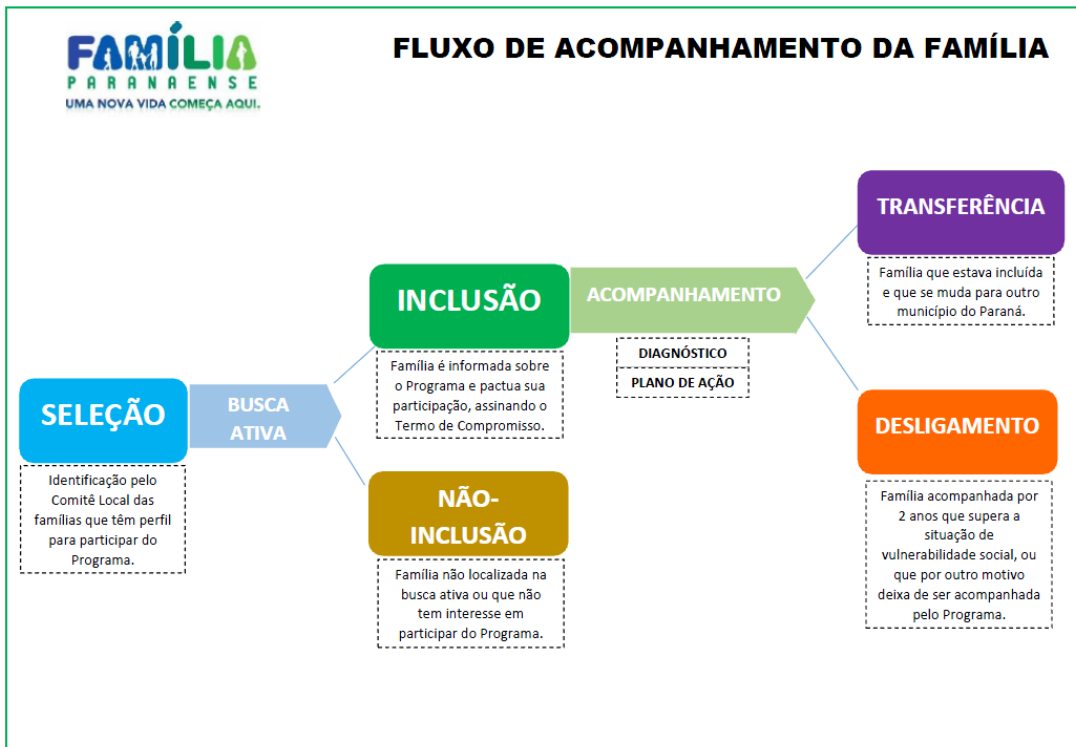 FAMÍLIA
PARANAENSE
UMA NOVA VIDA COMEÇA AQUI.
FLUXO DE ACOMPANHAMENTO DA FAMÍLIA
SELEÇÃO
Identificação pelo
Comitê Local das
famílias que têm perfil
para participar do
Programa.
BUSCA
ATIVA
INCLUSÃO
Família é informada sobre
o Programa e pactua sua
participação, assinando o
Termo de Compromisso.
NÃO-
INCLUSÃO
Família não localizada na
busca ativa ou que não
tem interesse em
participar do Programa.
ACOMPANHAMENTO
DIAGNÓSTICO
PLANO DE AÇÃO
TRANSFERÊNCIA
Família que estava incluída
e que se muda para outro
município do Paraná.
DESLIGAMENTO
Família acompanhada por
2 anos que supera a
situação de
vulnerabilidade social, ou
que por outro motivo
deixa de ser acompanhada
pelo Programa.